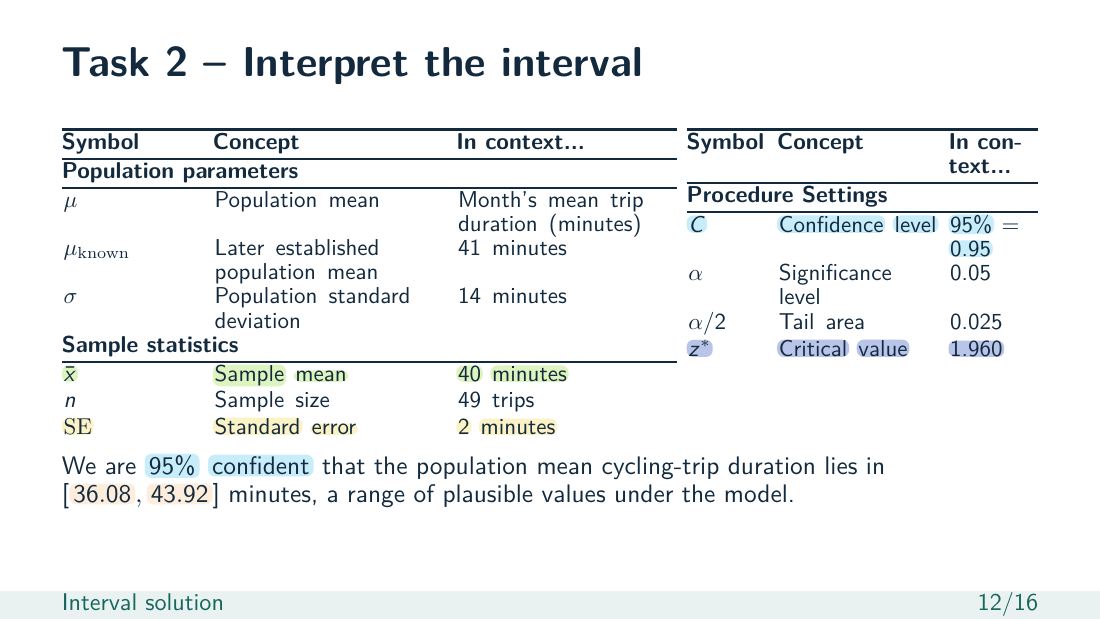 Task 2 – Interpret the interval
Symbol Concept In context...
Population parameters
μ Population mean Month's mean trip
duration (minutes)
μknown Later established 41 minutes
population mean
σ Population standard 14 minutes
deviation
Sample statistics
x̄ Sample mean 40 minutes
n Sample size 49 trips
SE Standard error 2 minutes
Symbol Concept In con-
text...
Procedure Settings
C Confidence level 95% =
0.95
α Significance 0.05
level
α/2 Tail area 0.025
z* Critical value 1.960
We are 95% confident that the population mean cycling-trip duration lies in
[36.08, 43.92] minutes, a range of plausible values under the model.
Interval solution 12/16